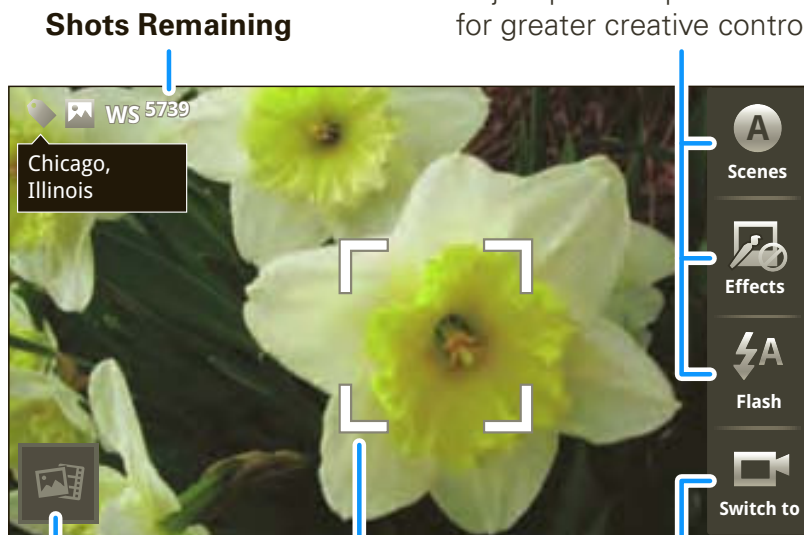 Shots Remaining
for greater creative contro
WS 5739
Chicago,
Illinois
A
Scenes
Effects
A
Flash
Switch to